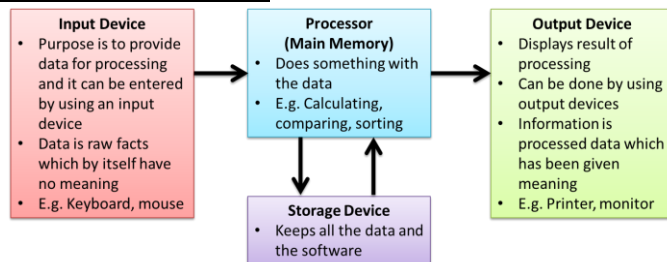 Input Device
• Purpose is to provide
data for processing
and it can be entered
by using an input
device
• Data is raw facts
which by itself have
no meaning
• E.g. Keyboard, mouse
Processor
(Main Memory)
• Does something with
the data
• E.g. Calculating,
comparing, sorting
Storage Device
• Keeps all the data and
the software
Output Device
• Displays result of
processing
• Can be done by using
output devices
• Information is
processed data which
has been given
meaning
• E.g. Printer, monitor